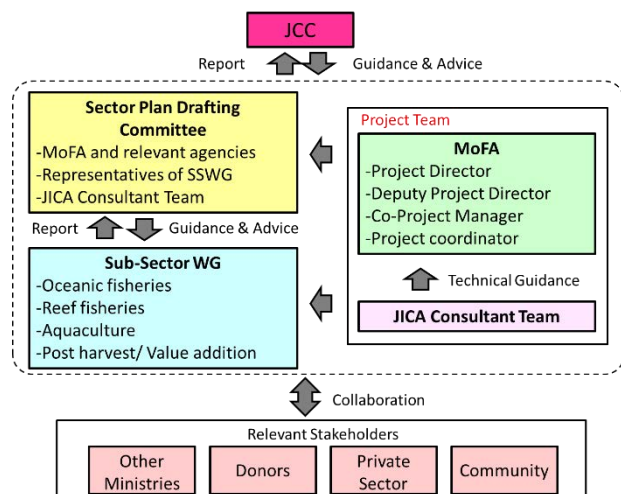 JCC
Report
Guidance & Advice
Sector Plan Drafting
Committee
-MoFA and relevant agencies
-Representatives of SSWG
-JICA Consultant Team
Project Team
MoFA
-Project Director
-Deputy Project Director
-Co-Project Manager
-Project coordinator
Report
Guidance & Advice
Sub-Sector WG
-Oceanic fisheries
-Reef fisheries
-Aquaculture
-Post harvest/ Value addition
Technical Guidance
JICA Consultant Team
Collaboration
Relevant Stakeholders
Other
Ministries
Donors
Private
Sector
Community